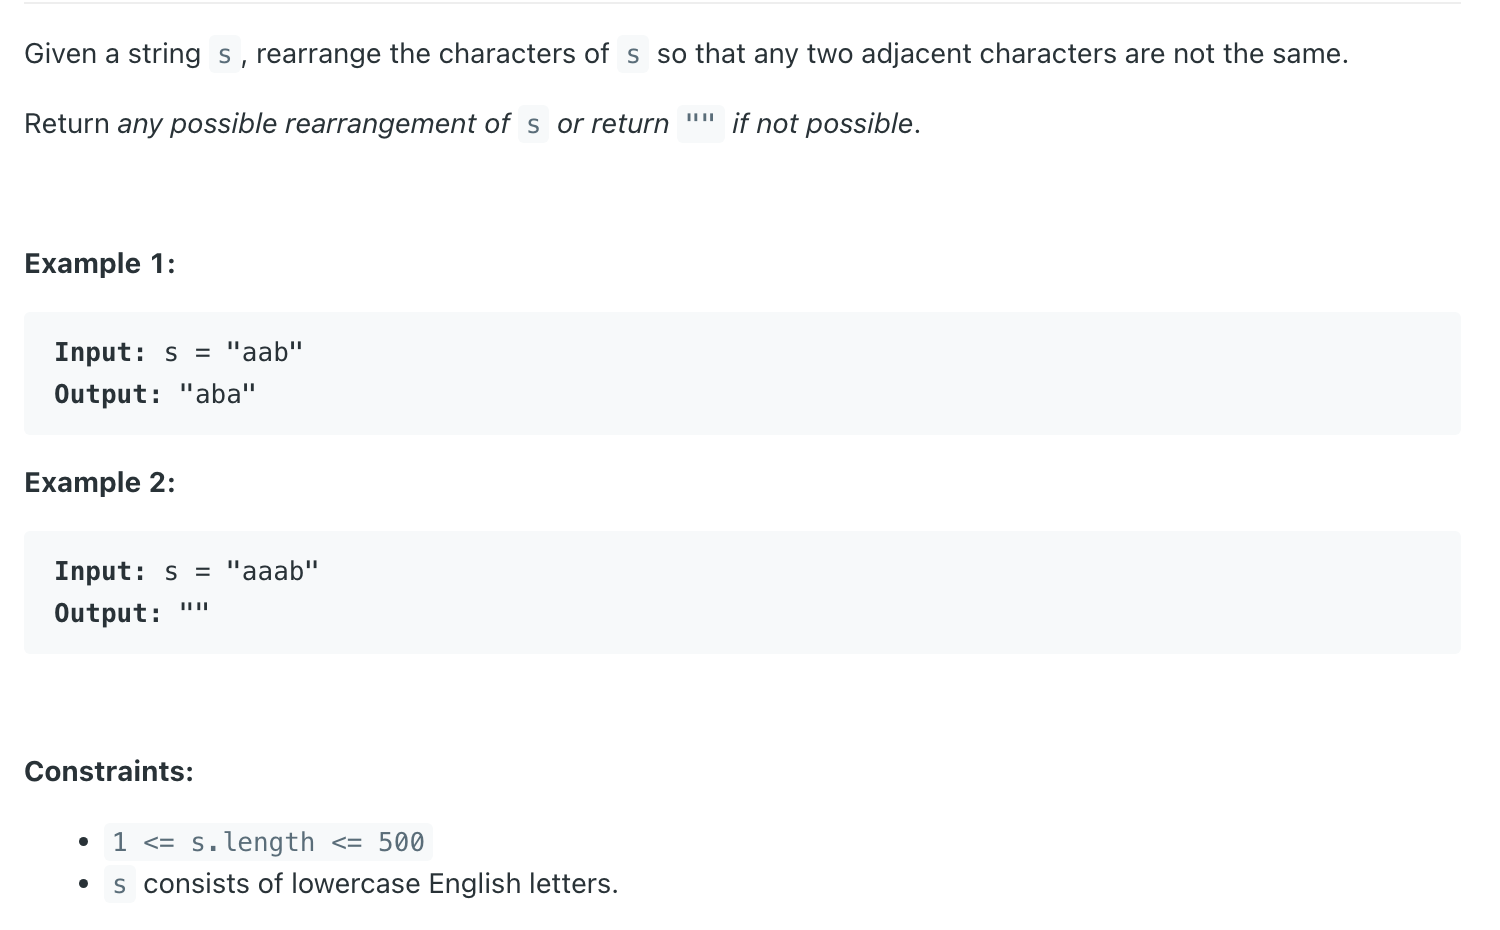 Given a string s, rearrange the characters of s so that any two adjacent characters are not the same.
Return any possible rearrangement of s or return "" if not possible.
Example 1:
Input: s = "aab"
Output: "aba"
Example 2:
Input: s = "aaab"
Output: ""
Constraints:
• 1 <= s.length <= 500
• s consists of lowercase English letters.